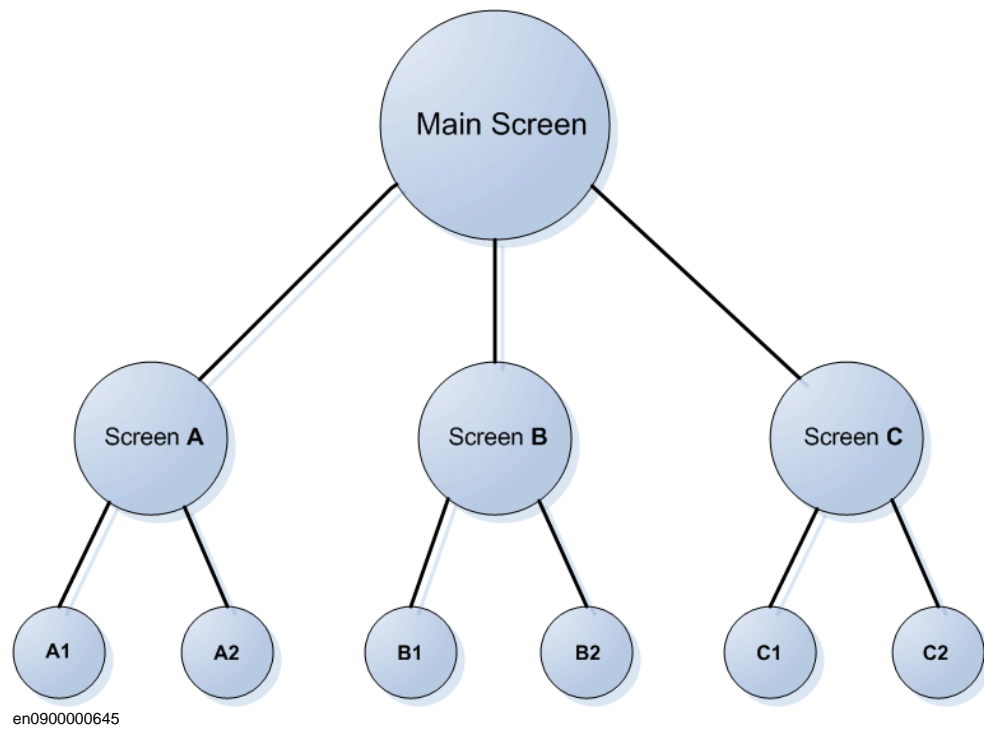 Main Screen
Screen A
Screen B
Screen C
A1
A2
B1
B2
C1
C2
en0900000645